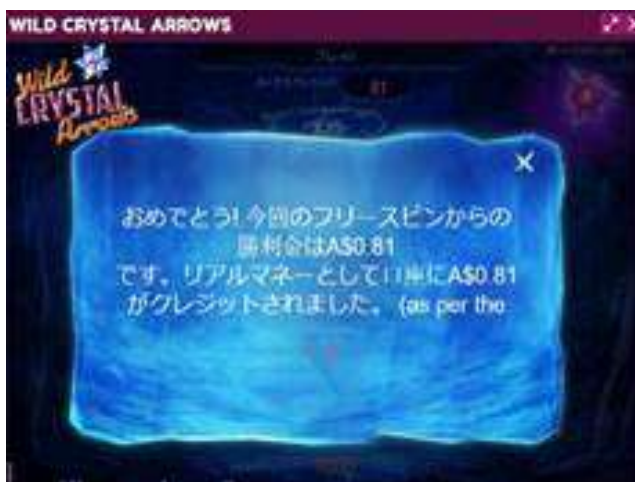 WILD CRYSTAL ARROWS
Wild
CRYSTAL
Arrows
81
おめでとう! 今回のフリースピンからの
勝利金はA$0.81
です。リアルマネーとして口座にA$0.81
がクレジットされました。 (as per the